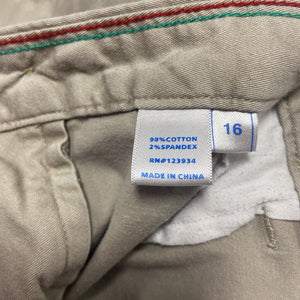 98%COTTON
2%SPANDEX
RN#123934
MADE IN CHINA
16